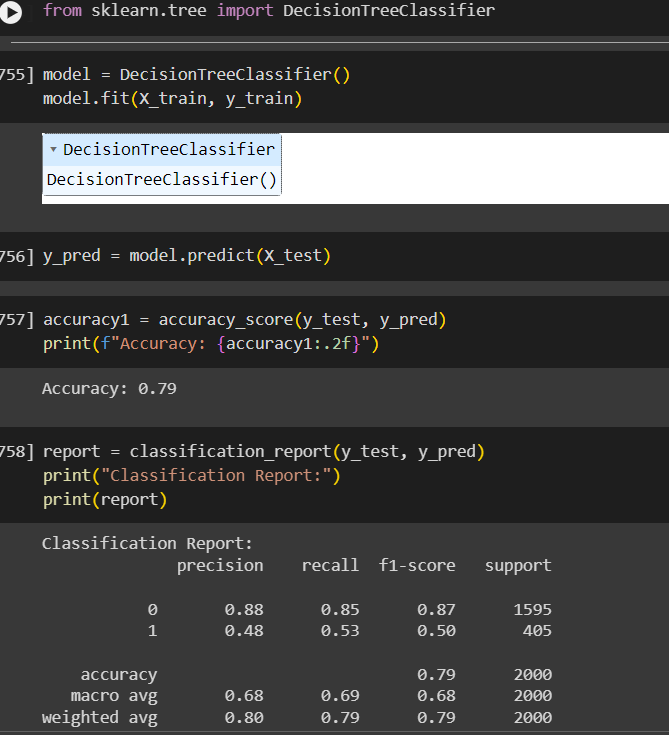 from sklearn.tree import DecisionTreeClassifier
755] model = DecisionTreeClassifier()
model.fit(X_train, y_train)
▾ DecisionTreeClassifier
DecisionTreeClassifier()
756] y_pred = model.predict(X_test)
757] accuracy1 = accuracy_score(y_test, y_pred)
print(f"Accuracy: {accuracy1:.2f}")
Accuracy: 0.79
758] report = classification_report(y_test, y_pred)
print("Classification Report:")
print(report)
Classification Report:
precision recall f1-score support
0 0.88 0.85 0.87 1595
1 0.48 0.53 0.50 405
accuracy 0.79 2000
macro avg 0.68 0.69 0.68 2000
weighted avg 0.80 0.79 0.79 2000